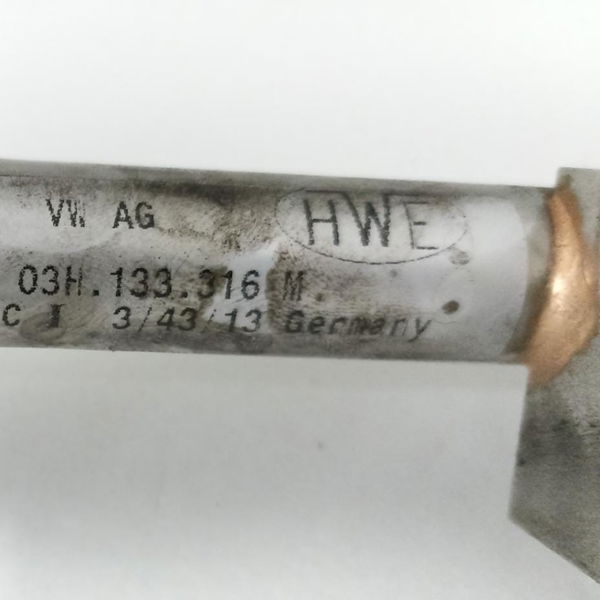 VW AG
HWE
03H.133.316 M
C I 3/43/13 Germany